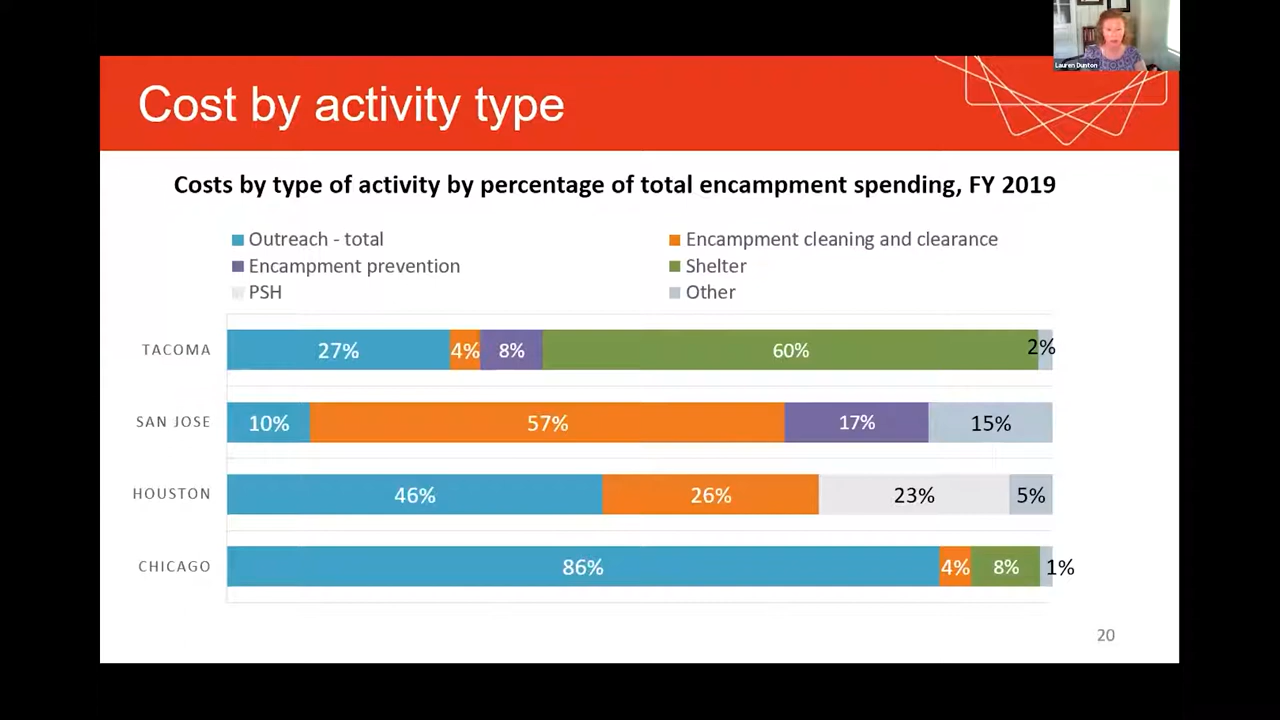 Lauren Dunton
Cost by activity type
Costs by type of activity by percentage of total encampment spending, FY 2019
Outreach - total
Encampment cleaning and clearance
Encampment prevention
Shelter
PSH
Other
TACOMA 27% 4% 8% 60% 2%
SAN JOSE 10% 57% 17% 15%
HOUSTON 46% 26% 23% 5%
CHICAGO 86% 4% 8% 1%
20